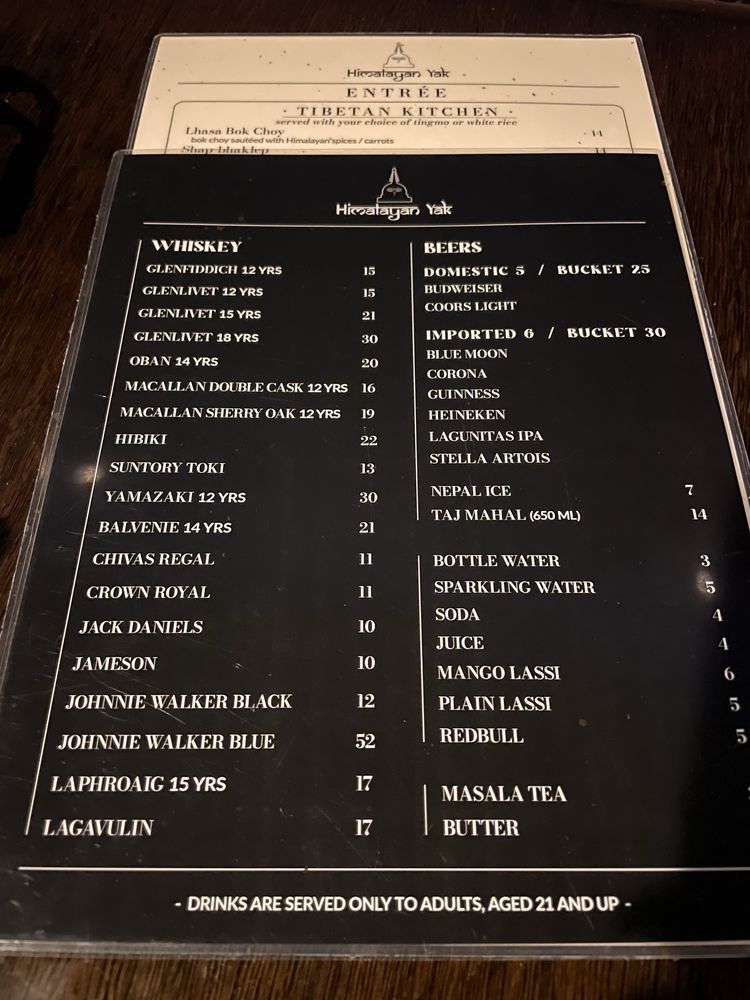 Himalayan Yak
ENTRÉE
· TIBETAN KITCHEN ·
served with your choice of tingmo or white rice
Lhasa Bok Choy 14
bok choy sautéed with Himalayan spices / carrots
Himalayan Yak
WHISKEY
GLENFIDDICH 12 YRS 15
GLENLIVET 12 YRS 15
GLENLIVET 15 YRS 21
GLENLIVET 18 YRS 30
OBAN 14 YRS 20
MACALLAN DOUBLE CASK 12 YRS 16
MACALLAN SHERRY OAK 12 YRS 19
HIBIKI 22
SUNTORY TOKI 13
YAMAZAKI 12 YRS 30
BALVENIE 14 YRS 21
CHIVAS REGAL 11
CROWN ROYAL 11
JACK DANIELS 10
JAMESON 10
JOHNNIE WALKER BLACK 12
JOHNNIE WALKER BLUE 52
LAPHROAIG 15 YRS 17
LAGAVULIN 17
BEERS
DOMESTIC 5 / BUCKET 25
BUDWEISER
COORS LIGHT
IMPORTED 6 / BUCKET 30
BLUE MOON
CORONA
GUINNESS
HEINEKEN
LAGUNITAS IPA
STELLA ARTOIS
NEPAL ICE 7
TAJ MAHAL (650 ML) 14
BOTTLE WATER 3
SPARKLING WATER 5
SODA 4
JUICE 4
MANGO LASSI 6
PLAIN LASSI 5
REDBULL 5
MASALA TEA
BUTTER
- DRINKS ARE SERVED ONLY TO ADULTS, AGED 21 AND UP -